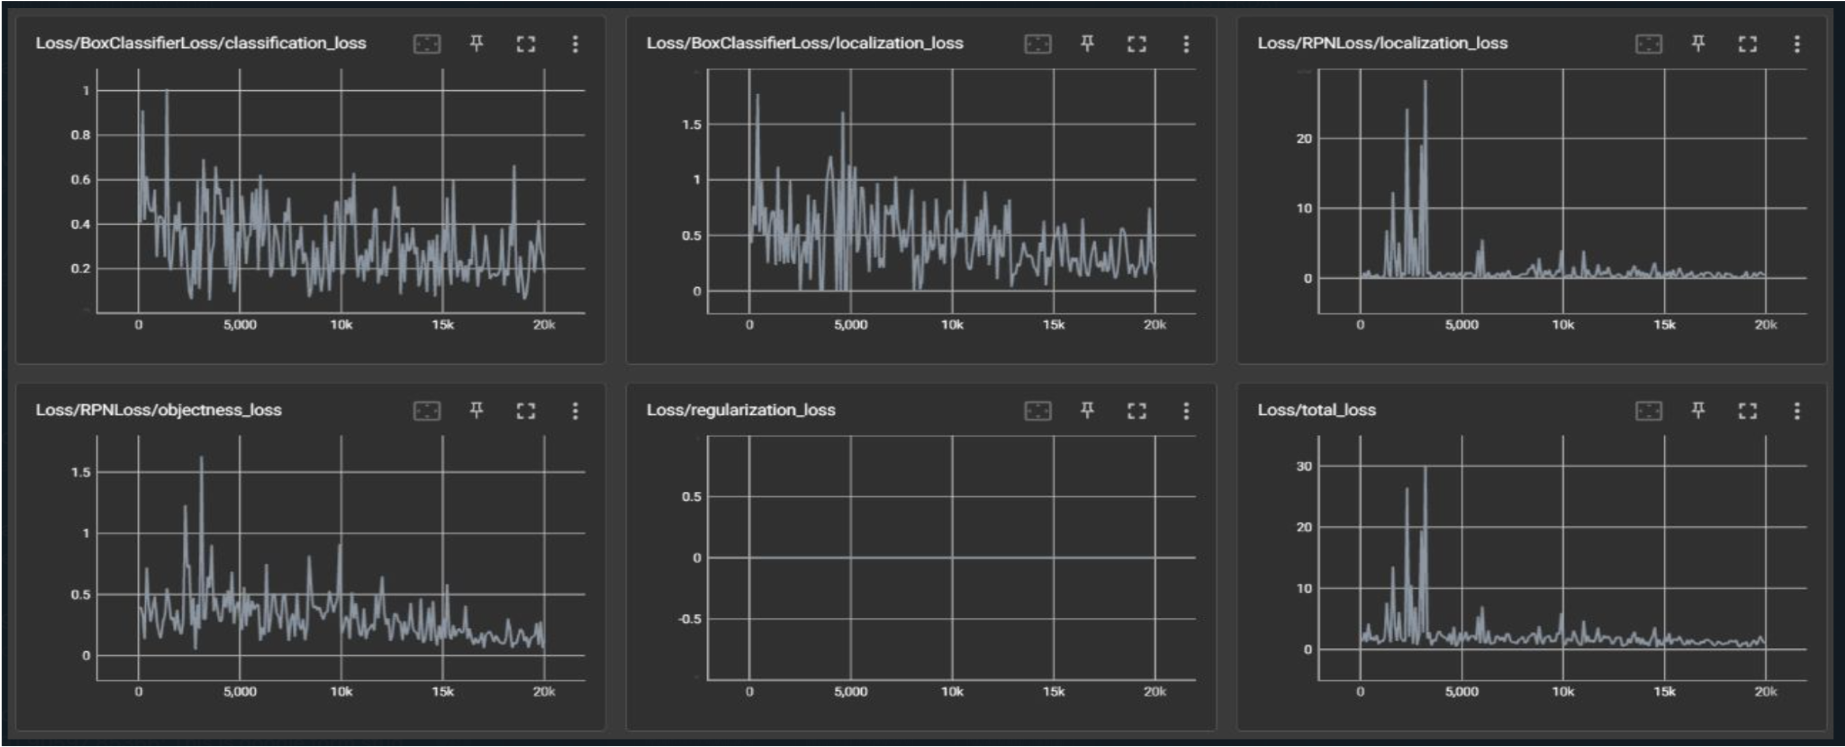 Loss/BoxClassifierLoss/classification_loss
1
0.8
0.6
0.4
0.2
0 5,000 10k 15k 20k
Loss/BoxClassifierLoss/localization_loss
1.5
1
0.5
0
0 5,000 10k 15k 20k
Loss/RPNLoss/localization_loss
20
10
0
0 5,000 10k 15k 20k
Loss/RPNLoss/objectness_loss
1.5
1
0.5
0
0 5,000 10k 15k 20k
Loss/regularization_loss
0.5
0
-0.5
0 5,000 10k 15k 20k
Loss/total_loss
30
20
10
0
0 5,000 10k 15k 20k